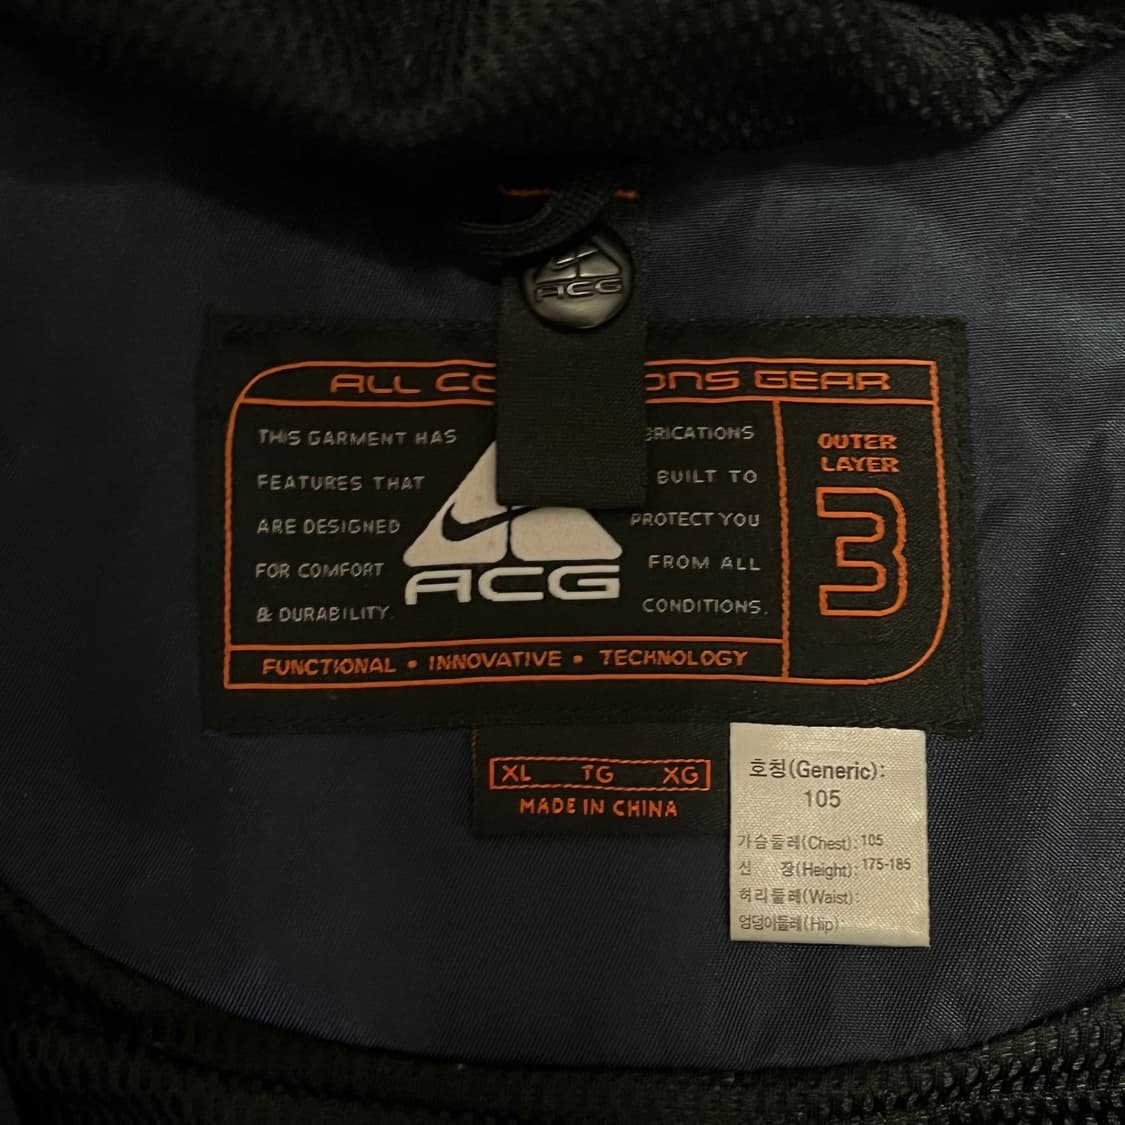 ACG
ALL GEAR
THIS GARMENT HAS
FEATURES THAT
ARE DESIGNED
FOR COMFORT
& DURABILITY.
ACG
BUILT TO
PROTECT YOU
FROM ALL
CONDITIONS.
OUTER
LAYER
3
FUNCTIONAL • INNOVATIVE • TECHNOLOGY
XL TG XG
MADE IN CHINA
호칭(Generic):
105
가슴둘레(Chest): 105
신 장(Height): 175-185
허리둘레(Waist):
엉덩이둘레(Hip):